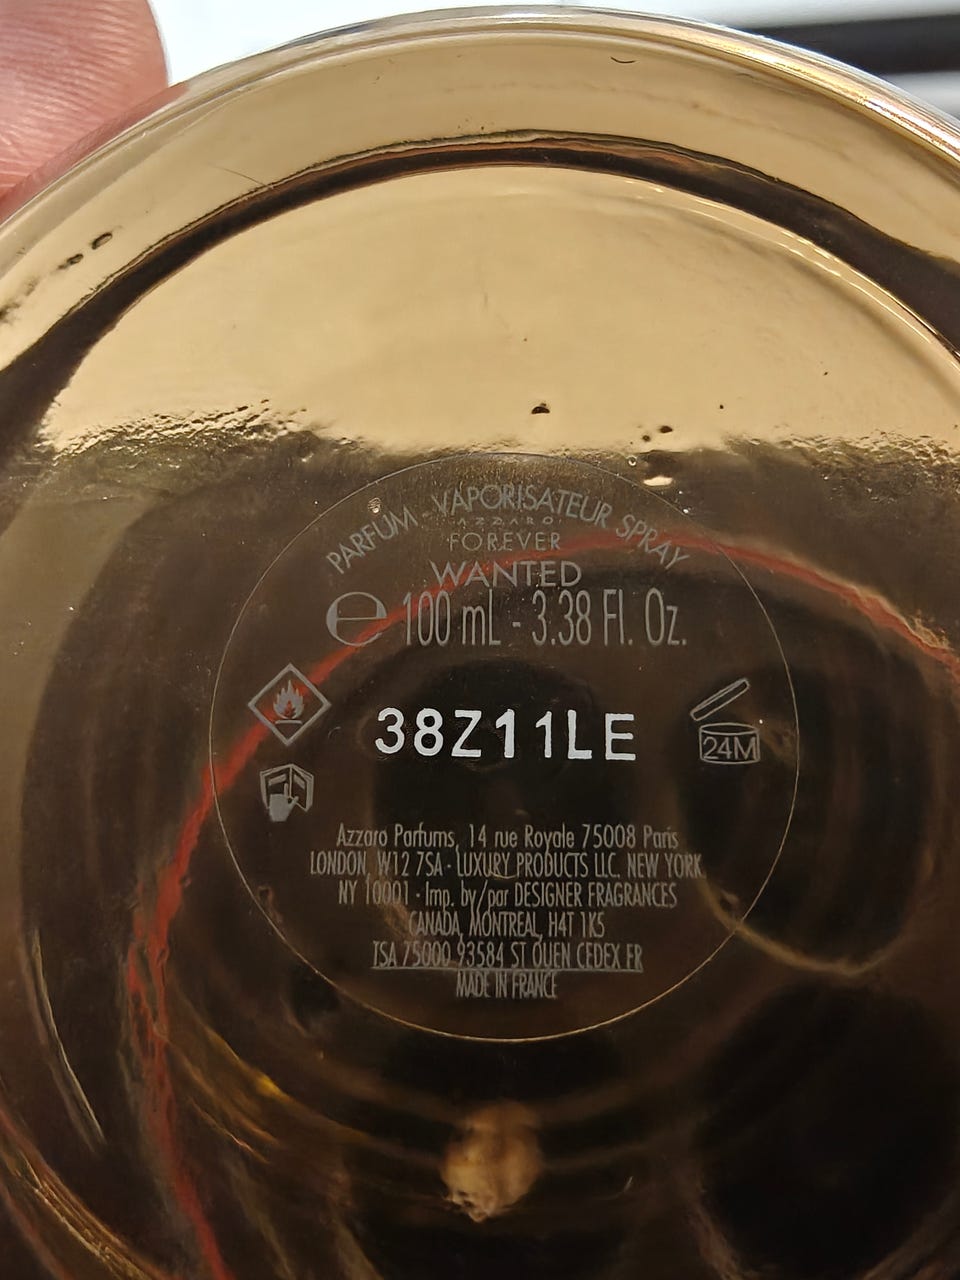 PARFUM - VAPORISATEUR SPRAY
AZZARO
FOREVER
WANTED
℮ 100 mL - 3.38 Fl. Oz.
38Z11LE
24M
Azzaro Parfums, 14 rue Royale 75008 Paris
LONDON, W12 7SA - LUXURY PRODUCTS LLC, NEW YORK
NY 10001 - Imp. by/par DESIGNER FRAGRANCES
CANADA, MONTREAL, H4T 1K5
TSA 75000 93584 ST OUEN CEDEX FR
MADE IN FRANCE